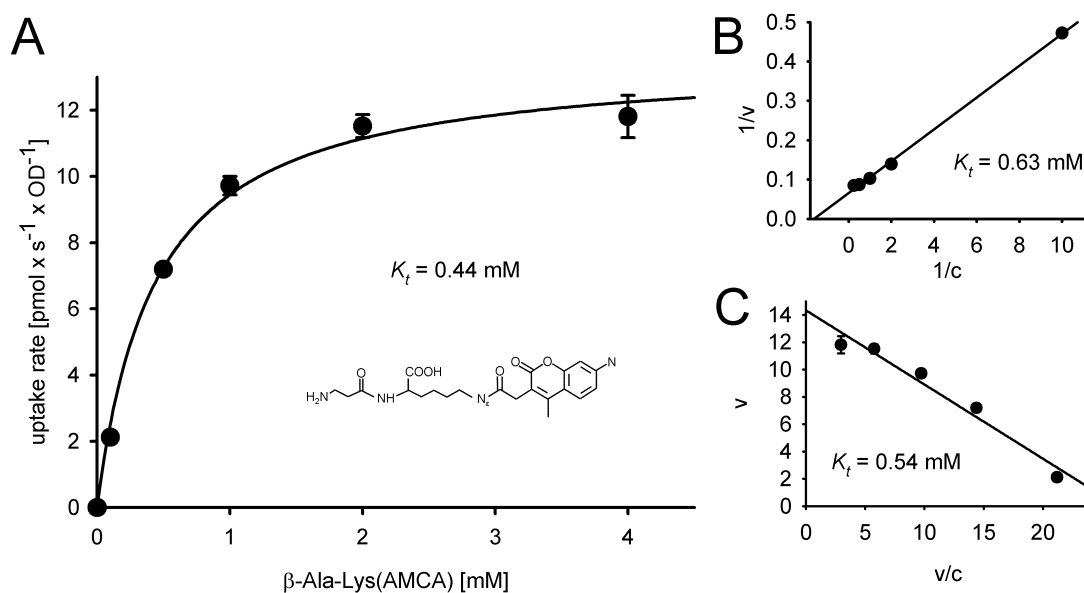 A
uptake rate [pmol x s⁻¹ x OD⁻¹]
12
10
8
6
4
2
0
0 1 2 3 4
β-Ala-Lys(AMCA) [mM]
Kt = 0.44 mM
H₂N
O
NH
COOH
Nε
O
O
O
N
B
1/v
0.5
0.4
0.3
0.2
0.1
0.0
0 2 4 6 8 10
1/c
Kt = 0.63 mM
C
v
14
12
10
8
6
4
2
0
0 5 10 15 20
v/c
Kt = 0.54 mM